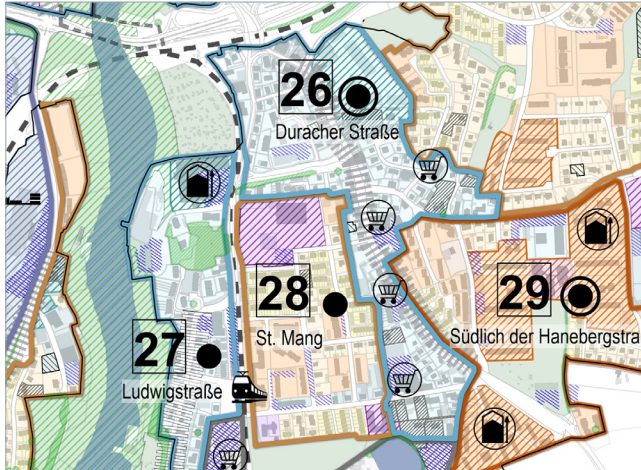 26
Duracher Straße
27
Ludwigstraße
28
St. Mang
29
Südlich der Hanebergstra